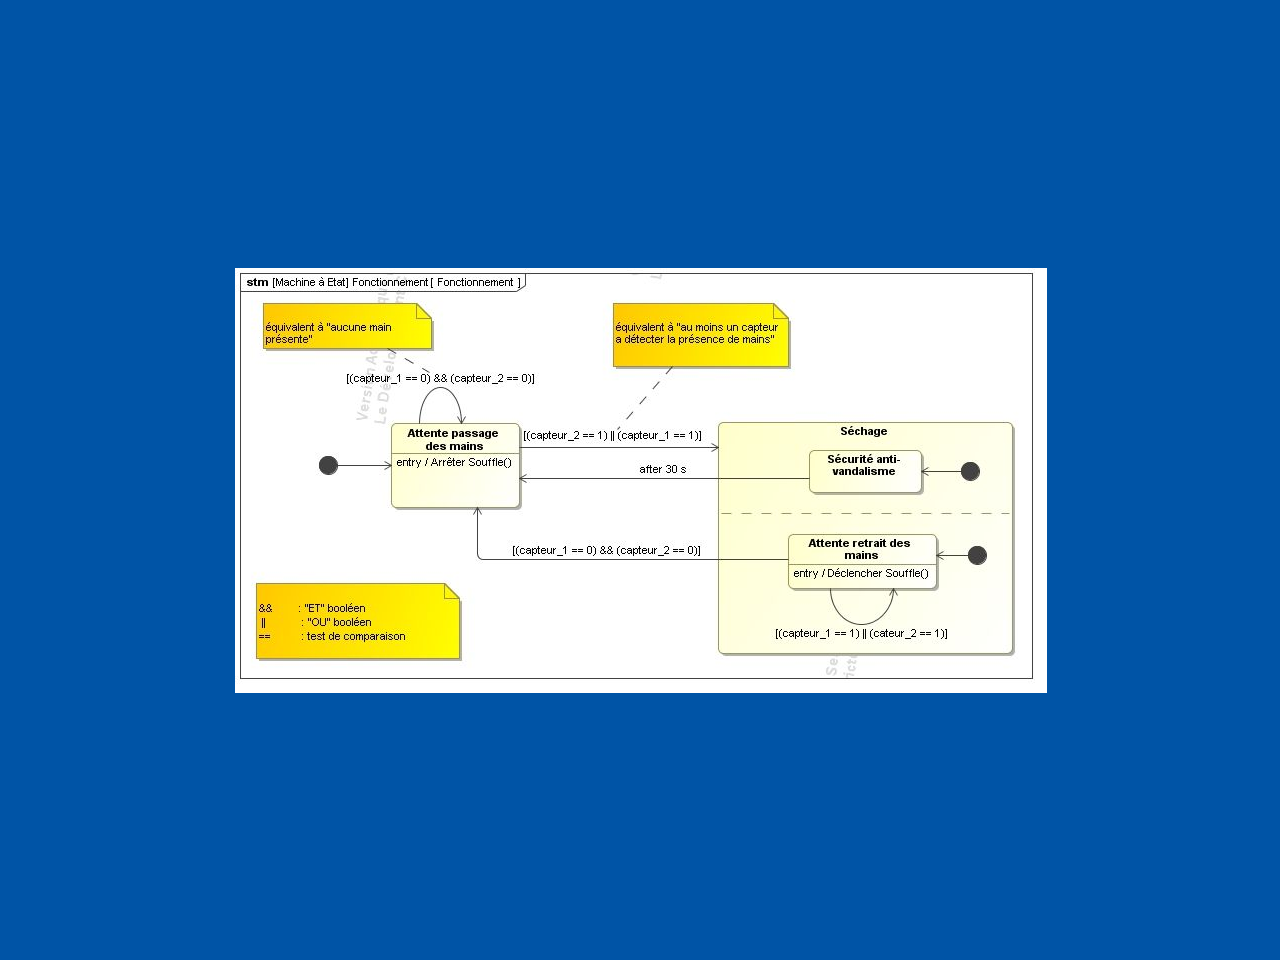 stm [Machine à Etat] Fonctionnement [ Fonctionnement ]
équivalent à "aucune main
présente"
équivalent à "au moins un capteur
a détecter la présence de mains"
[(capteur_1 == 0) && (capteur_2 == 0)]
Attente passage
des mains
entry / Arrêter Souffle()
[(capteur_2 == 1) || (capteur_1 == 1)]
after 30 s
Séchage
Sécurité anti-
vandalisme
[(capteur_1 == 0) && (capteur_2 == 0)]
Attente retrait des
mains
entry / Déclencher Souffle()
[(capteur_1 == 1) || (cateur_2 == 1)]
&& : "ET" booléen
|| : "OU" booléen
== : test de comparaison
Version
Le